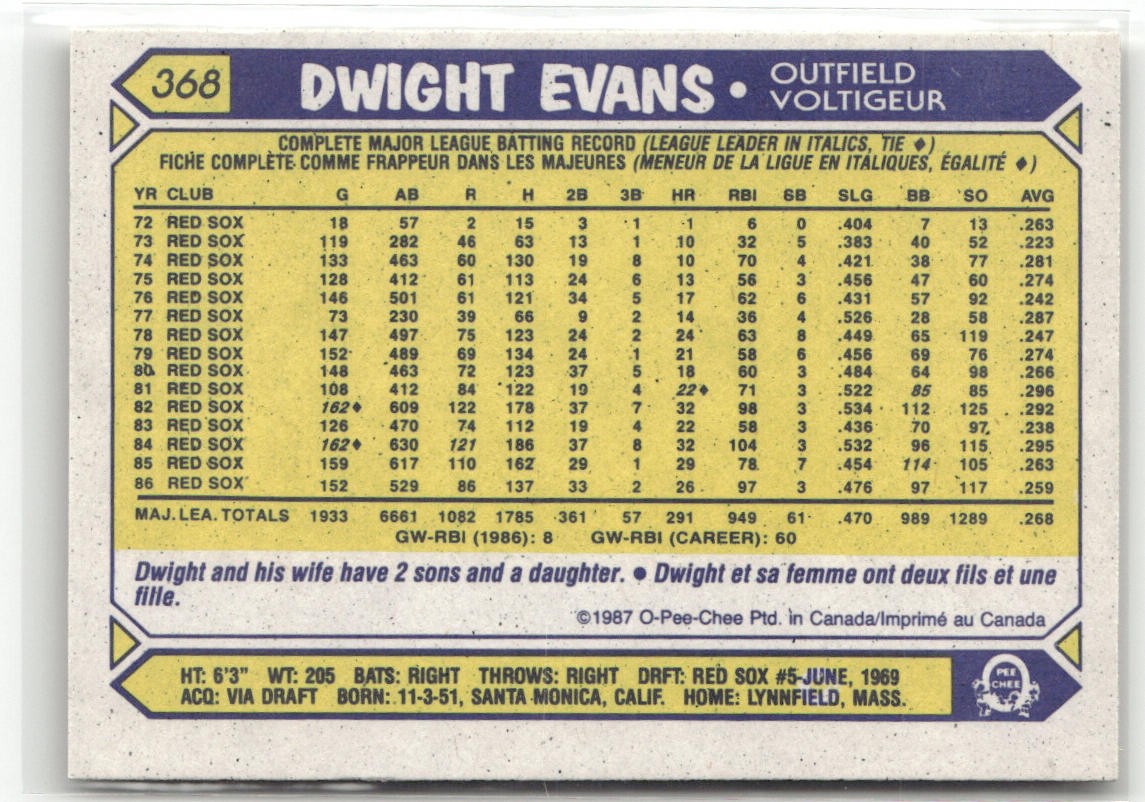 368 DWIGHT EVANS • OUTFIELD
VOLTIGEUR
COMPLETE MAJOR LEAGUE BATTING RECORD (LEAGUE LEADER IN ITALICS, TIE ♦)
FICHE COMPLÈTE COMME FRAPPEUR DANS LES MAJEURES (MENEUR DE LA LIGUE EN ITALIQUES, ÉGALITÉ ♦)
YR CLUB G AB R H 2B 3B HR RBI SB SLG BB SO AVG
72 RED SOX 18 57 2 15 3 1 1 6 0 .404 7 13 .263
73 RED SOX 119 282 46 63 13 1 10 32 5 .383 40 52 .223
74 RED SOX 133 463 60 130 19 8 10 70 4 .421 38 77 .281
75 RED SOX 128 412 61 113 24 6 13 56 3 .456 47 60 .274
76 RED SOX 146 501 61 121 34 5 17 62 6 .431 57 92 .242
77 RED SOX 73 230 39 66 9 2 14 36 4 .526 28 58 .287
78 RED SOX 147 497 75 123 24 2 24 63 8 .449 65 119 .247
79 RED SOX 152 489 69 134 24 1 21 58 6 .456 69 76 .274
80 RED SOX 148 463 72 123 37 5 18 60 3 .484 64 98 .266
81 RED SOX 108 412 84 122 19 4 22♦ 71 3 .522 85 85 .296
82 RED SOX 162♦ 609 122 178 37 7 32 98 3 .534 112 125 .292
83 RED SOX 126 470 74 112 19 4 22 58 3 .436 70 97 .238
84 RED SOX 162♦ 630 121 186 37 8 32 104 3 .532 96 115 .295
85 RED SOX 159 617 110 162 29 1 29 78 7 .454 114 105 .263
86 RED SOX 152 529 86 137 33 2 26 97 3 .476 97 117 .259
MAJ. LEA. TOTALS 1933 6661 1082 1785 361 57 291 949 61 .470 989 1289 .268
GW-RBI (1986): 8 GW-RBI (CAREER): 60
Dwight and his wife have 2 sons and a daughter. • Dwight et sa femme ont deux fils et une
fille.
©1987 O-Pee-Chee Ptd. in Canada/Imprimé au Canada
HT: 6'3" WT: 205 BATS: RIGHT THROWS: RIGHT DRFT: RED SOX #5-JUNE, 1969
ACQ: VIA DRAFT BORN: 11-3-51, SANTA MONICA, CALIF. HOME: LYNNFIELD, MASS.
PEE
CHEE